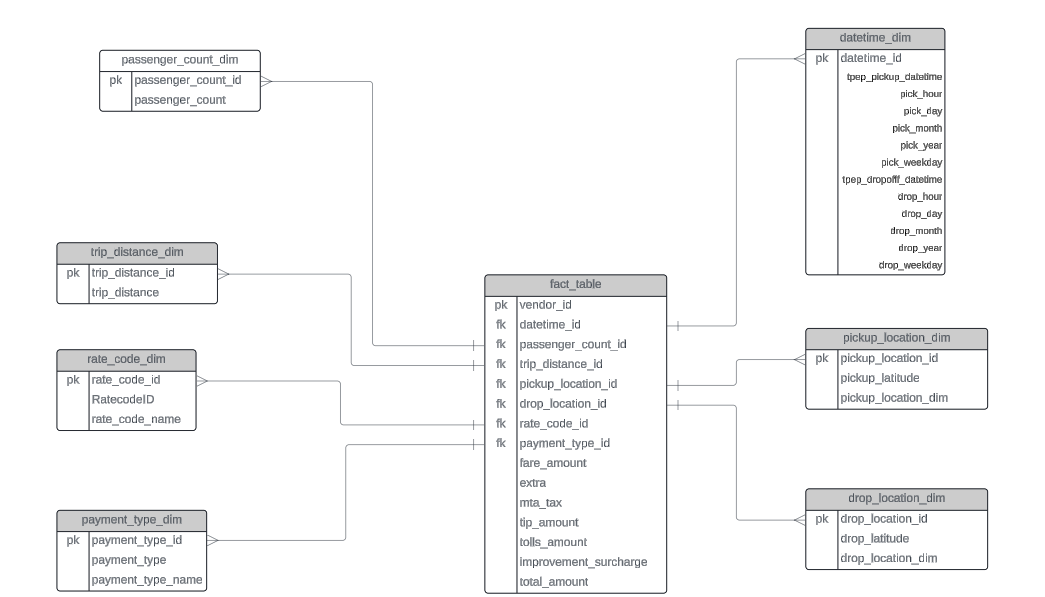 passenger_count_dim
pk passenger_count_id
passenger_count
trip_distance_dim
pk trip_distance_id
trip_distance
rate_code_dim
pk rate_code_id
RatecodeID
rate_code_name
payment_type_dim
pk payment_type_id
payment_type
payment_type_name
fact_table
pk vendor_id
fk datetime_id
fk passenger_count_id
fk trip_distance_id
fk pickup_location_id
fk drop_location_id
fk rate_code_id
fk payment_type_id
fare_amount
extra
mta_tax
tip_amount
tolls_amount
improvement_surcharge
total_amount
datetime_dim
pk datetime_id
tpep_pickup_datetime
pick_hour
pick_day
pick_month
pick_year
pick_weekday
tpep_dropofff_datetime
drop_hour
drop_day
drop_month
drop_year
drop_weekday
pickup_location_dim
pk pickup_location_id
pickup_latitude
pickup_location_dim
drop_location_dim
pk drop_location_id
drop_latitude
drop_location_dim